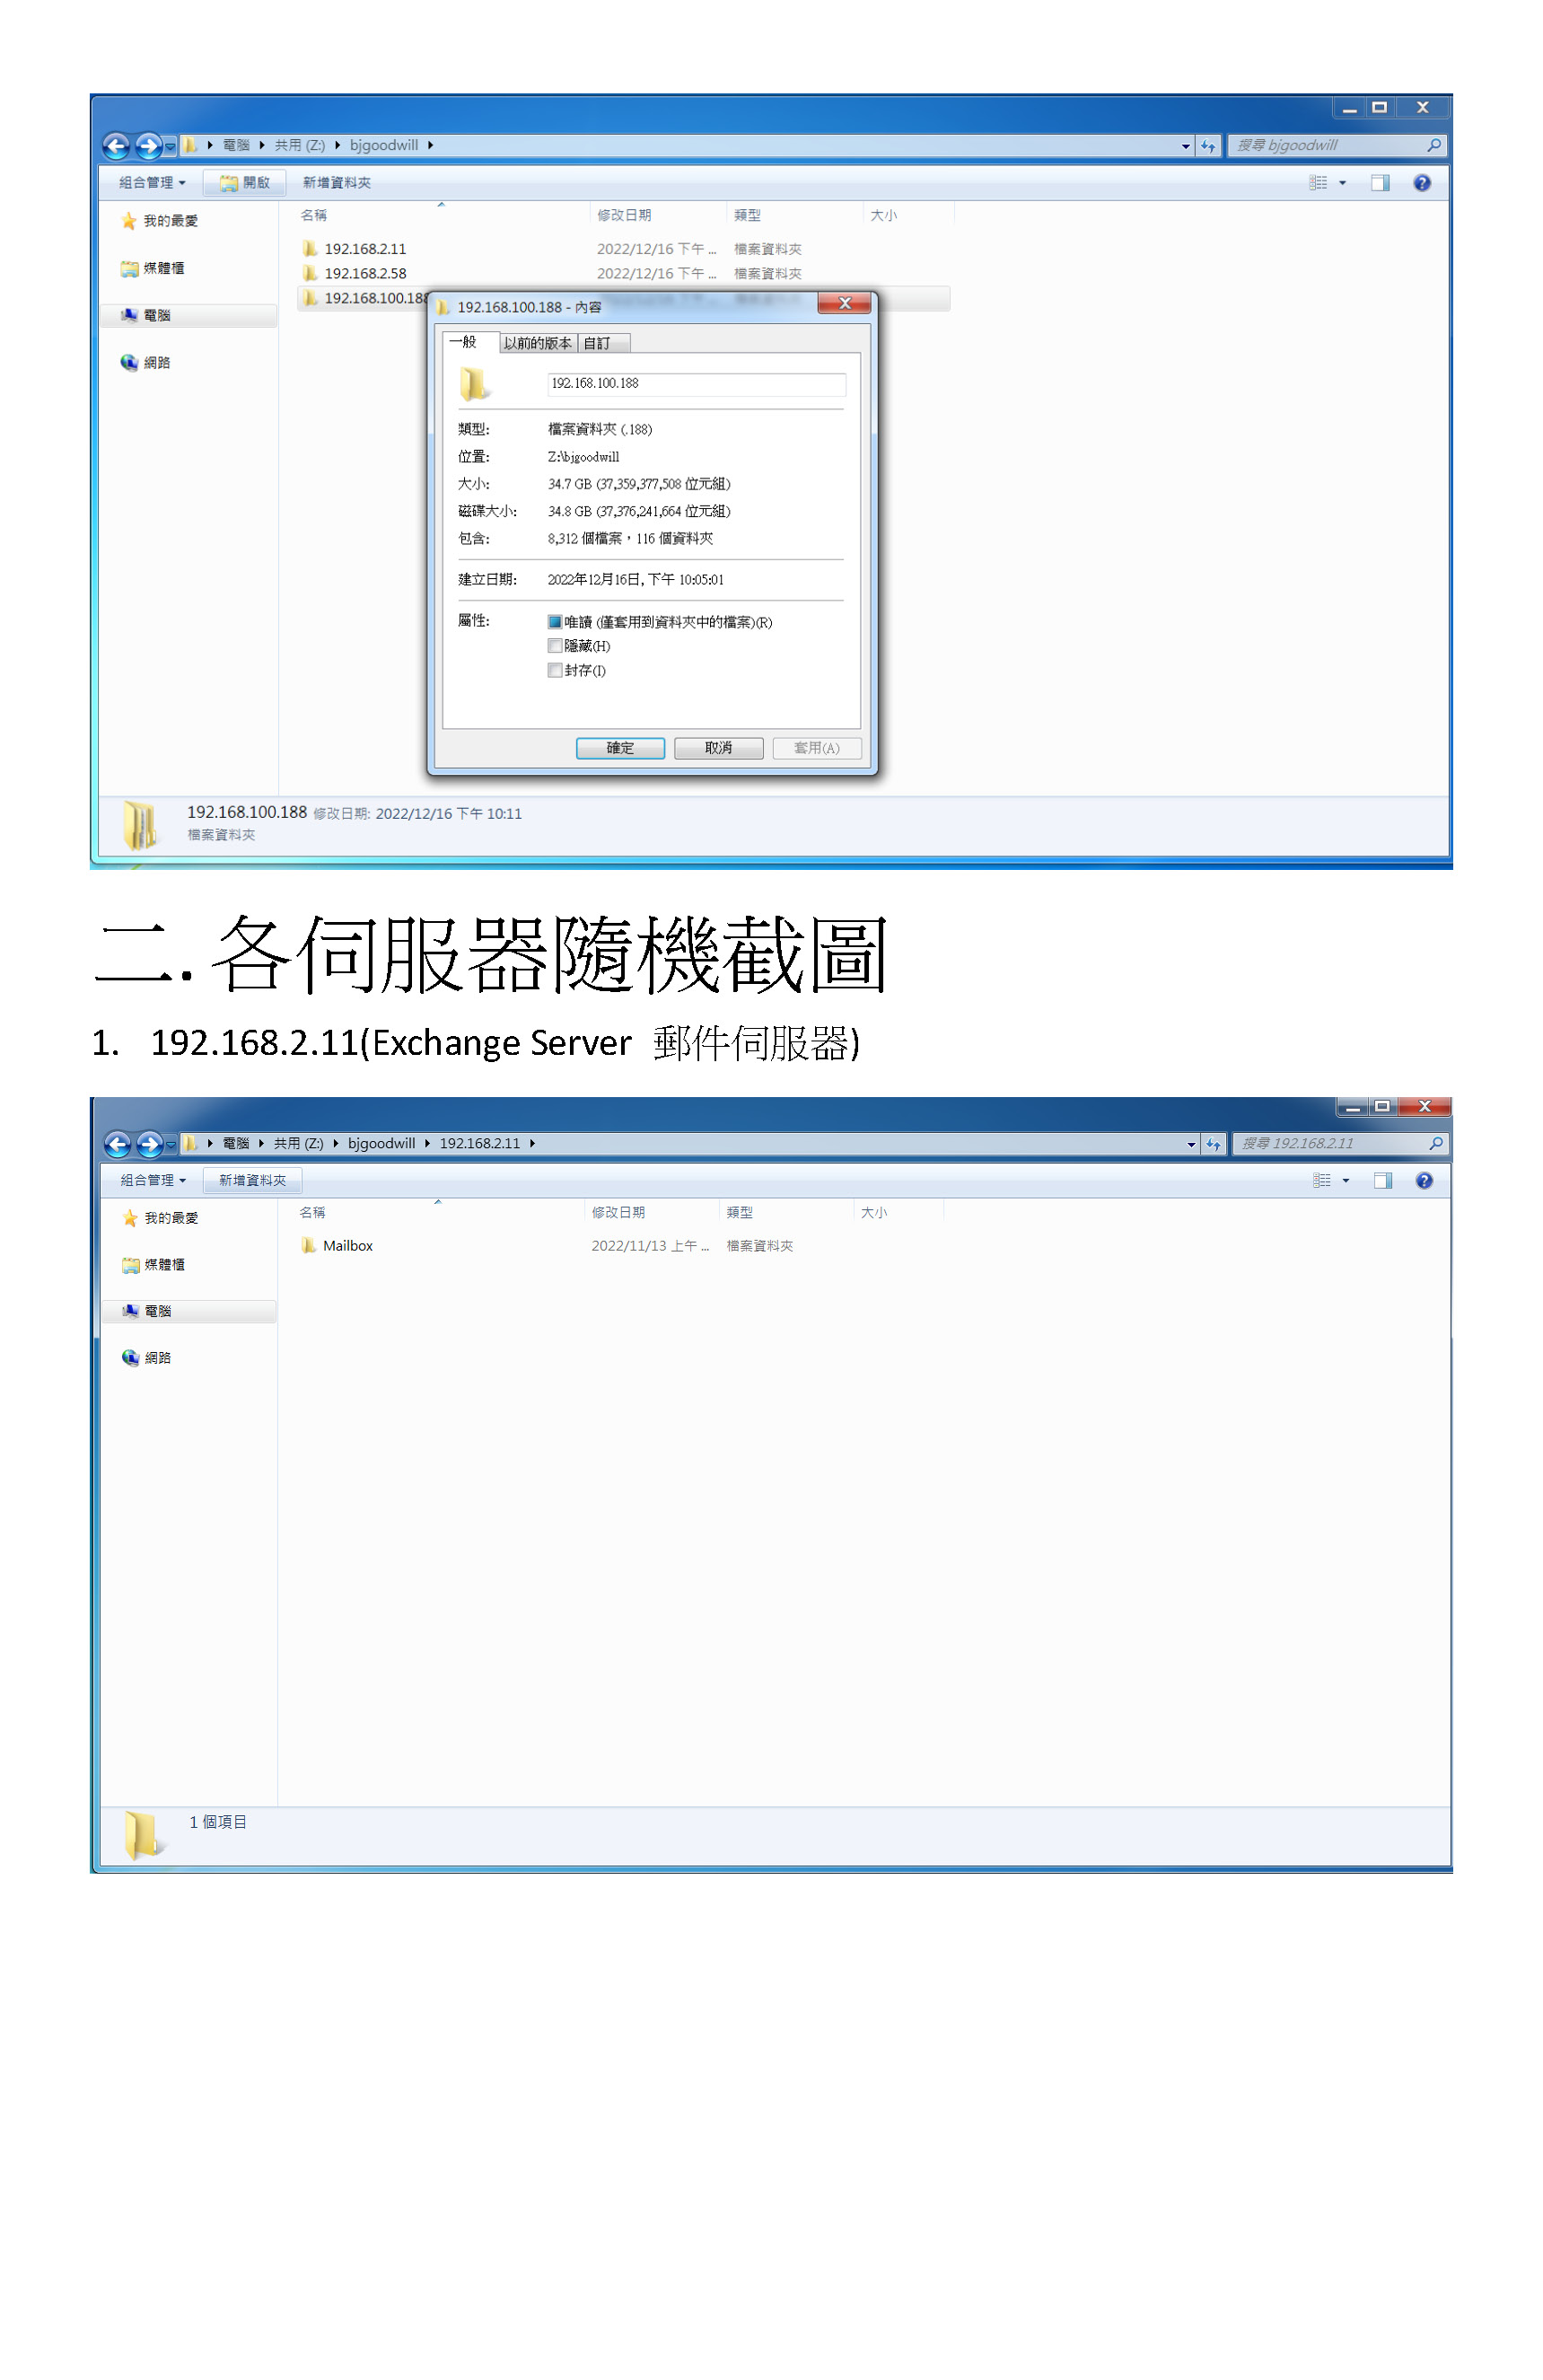 電腦 共用 (Z:) bjgoodwill
搜尋 bjgoodwill
組合管理 開啟 新增資料夾
名稱 修改日期 類型 大小
我的最愛
媒體櫃
電腦
網路
192.168.2.11 2022/12/16 下午 ... 檔案資料夾
192.168.2.58 2022/12/16 下午 ... 檔案資料夾
192.168.100.188
192.168.100.188 - 內容
一般 以前的版本 自訂
192.168.100.188
類型: 檔案資料夾 (.188)
位置: Z:\bjgoodwill
大小: 34.7 GB (37,359,377,508 位元組)
磁碟大小: 34.8 GB (37,376,241,664 位元組)
包含: 8,312 個檔案，116 個資料夾
建立日期: 2022年12月16日, 下午 10:05:01
屬性: 唯讀 (僅套用到資料夾中的檔案)(R)
隱藏(H)
封存(I)
確定 取消 套用(A)
192.168.100.188 修改日期: 2022/12/16 下午 10:11
檔案資料夾
二.各伺服器隨機截圖
1. 192.168.2.11(Exchange Server 郵件伺服器)
電腦 共用 (Z:) bjgoodwill 192.168.2.11
搜尋 192.168.2.11
組合管理 新增資料夾
名稱 修改日期 類型 大小
我的最愛
媒體櫃
電腦
網路
Mailbox 2022/11/13 上午 ... 檔案資料夾
1 個項目